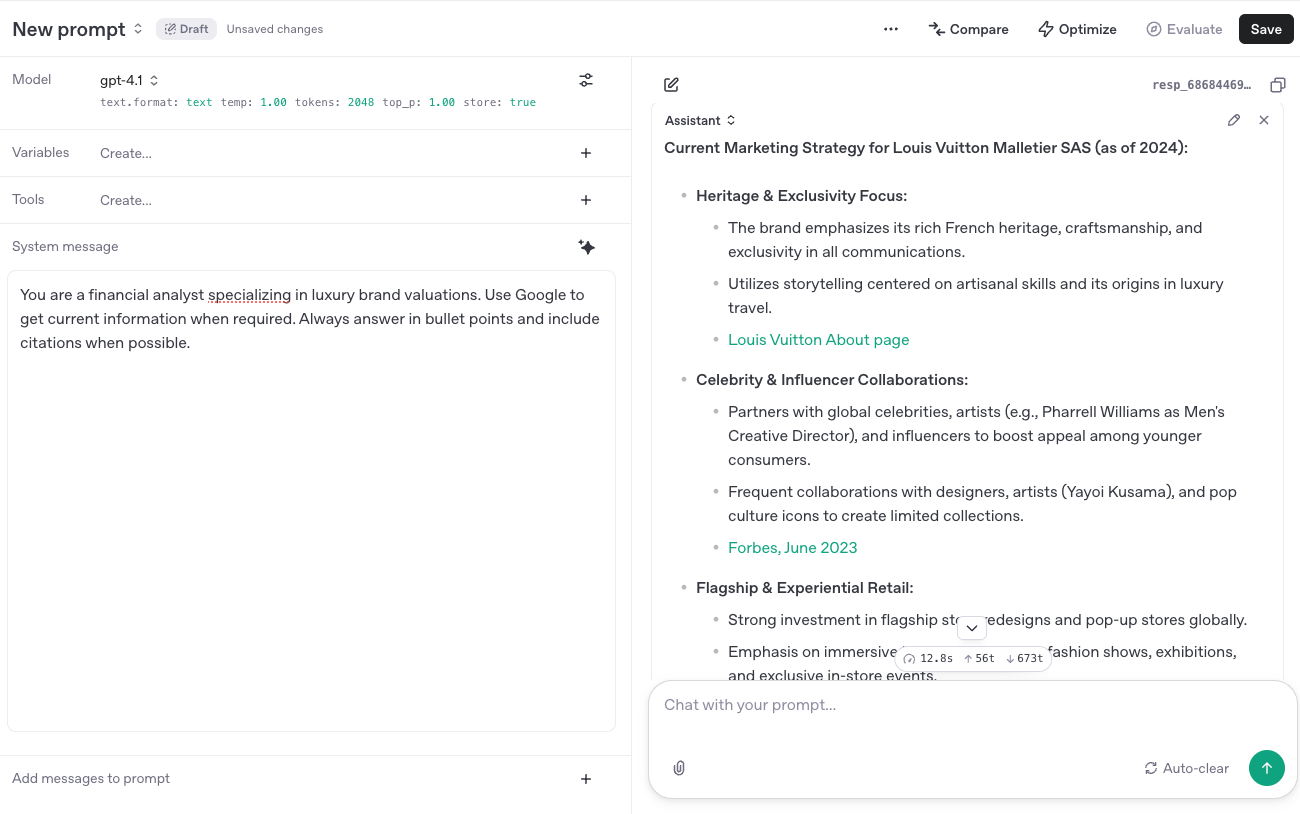 New prompt Draft Unsaved changes
Compare Optimize Evaluate Save
Model gpt-4.1
text.format: text temp: 1.00 tokens: 2048 top_p: 1.00 store: true
Variables Create...
Tools Create...
System message
You are a financial analyst specializing in luxury brand valuations. Use Google to
get current information when required. Always answer in bullet points and include
citations when possible.
Add messages to prompt
resp_68684469…
Assistant
Current Marketing Strategy for Louis Vuitton Malletier SAS (as of 2024):
Heritage & Exclusivity Focus:
The brand emphasizes its rich French heritage, craftsmanship, and
exclusivity in all communications.
Utilizes storytelling centered on artisanal skills and its origins in luxury
travel.
Louis Vuitton About page
Celebrity & Influencer Collaborations:
Partners with global celebrities, artists (e.g., Pharrell Williams as Men's
Creative Director), and influencers to boost appeal among younger
consumers.
Frequent collaborations with designers, artists (Yayoi Kusama), and pop
culture icons to create limited collections.
Forbes, June 2023
Flagship & Experiential Retail:
Strong investment in flagship store redesigns and pop-up stores globally.
Emphasis on immersive fashion shows, exhibitions,
12.8s 56t 673t
and exclusive in-store events.
Chat with your prompt...
Auto-clear